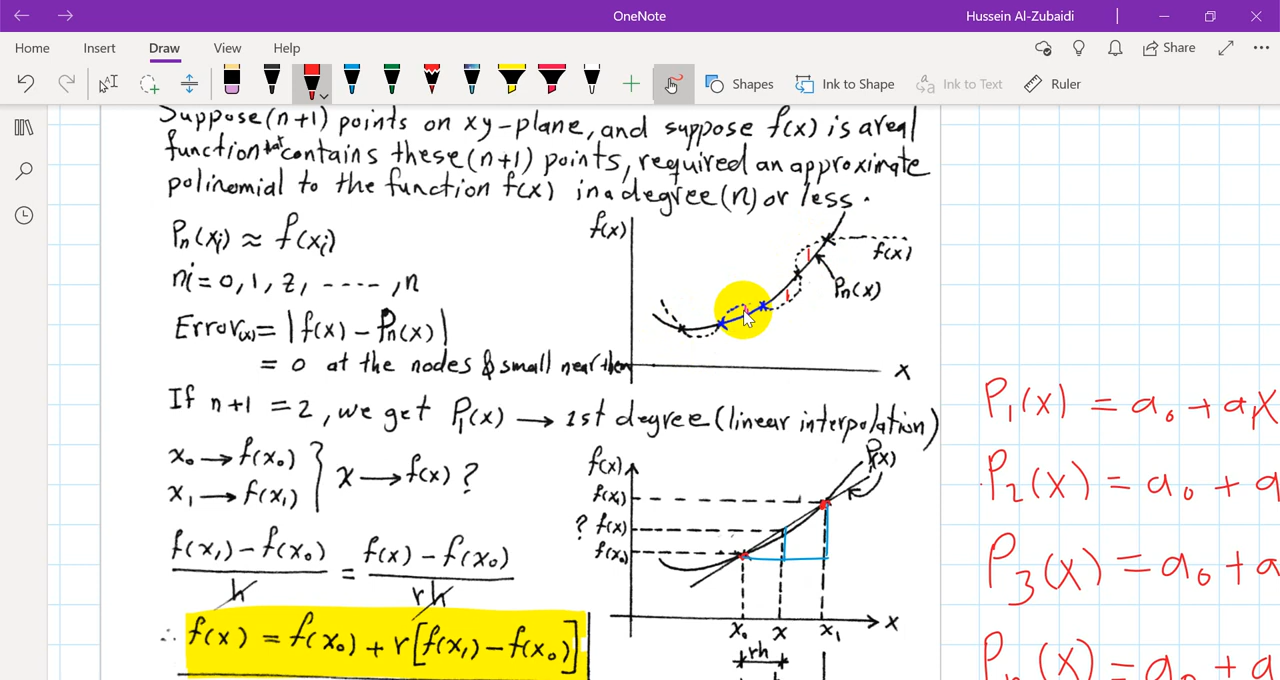 OneNote
Hussein Al-Zubaidi
Home Insert Draw View Help
Share
Shapes Ink to Shape Ink to Text Ruler
Suppose (n+1) points on xy-plane, and suppose f(x) is a real
function that contains these (n+1) points, required an approximate
polinomial to the function f(x) in a degree (n) or less.
Pn(xi) ≈ f(xi)
ni = 0, 1, 2, -----, n
Error(x) = |f(x) - Pn(x)|
= 0 at the nodes & small near them
f(x)
f(x)
Pn(x)
x
If n+1 = 2, we get P1(x) → 1st degree (linear interpolation)
x0 → f(x0)
x1 → f(x1)
} x → f(x) ?
f(x1) - f(x0) / h = f(x) - f(x0) / rh
∴ f(x) = f(x0) + r[f(x1) - f(x0)]
f(x)
P1(x)
f(x1)
? f(x)
f(x0)
x0 x x1 x
rh
P1(x) = a0 + a1x
P2(x) = a0 + a
P3(x) = a0 + a
Pn(x) = a0 + a